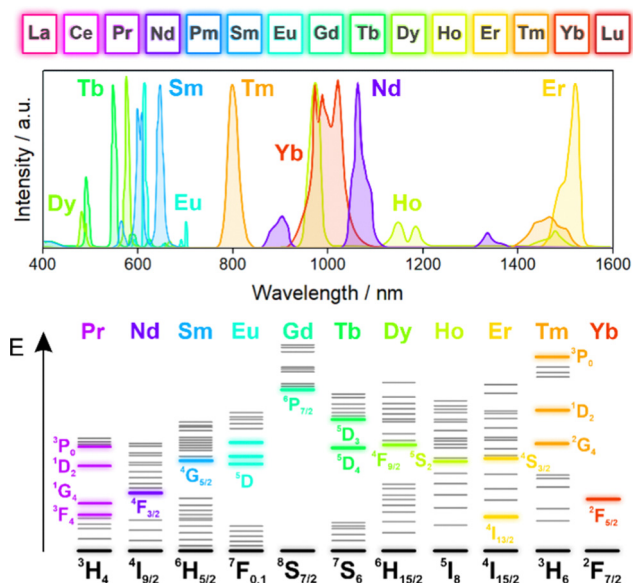 La Ce Pr Nd Pm Sm Eu Gd Tb Dy Ho Er Tm Yb Lu
Intensity / a.u.
Tb Sm Tm Nd Er
Yb
Dy Eu Ho
400 600 800 1000 1200 1400 1600
Wavelength / nm
E
Pr Nd Sm Eu Gd Tb Dy Ho Er Tm Yb
³P₀
⁶P₇/₂
¹D₂
⁵D₃
³P₀
¹D₂
⁴G₅/₂
⁵D
⁵D₄
⁴F₉/₂
⁵S₂
⁴S₃/₂
²G₄
¹G₄
³F₄
⁴F₃/₂
⁴I₁₃/₂
²F₅/₂
³H₄ ⁴I₉/₂ ⁶H₅/₂ ⁷F₀,₁ ⁸S₇/₂ ⁷S₆ ⁶H₁₅/₂ ⁵I₈ ⁴I₁₅/₂ ³H₆ ²F₇/₂